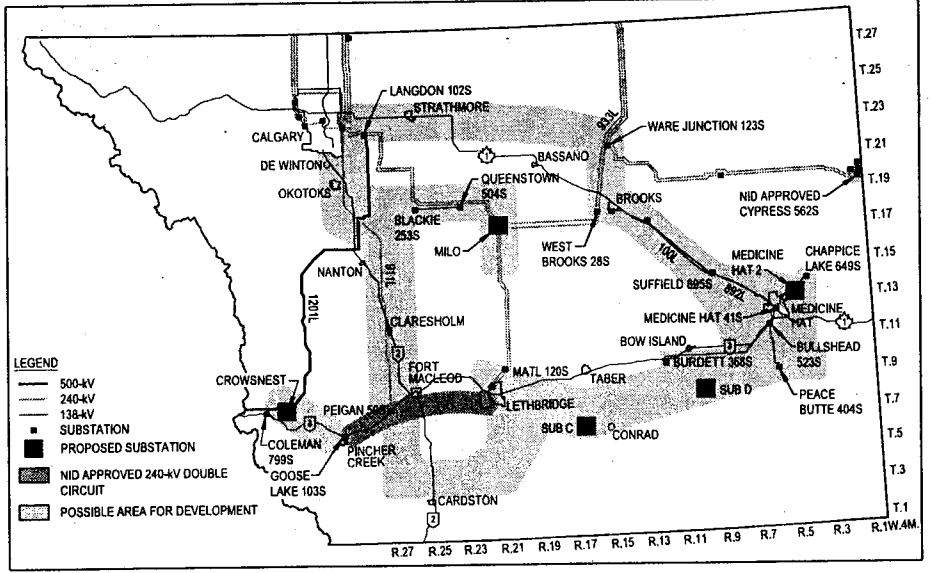 T.27
T.25
T.23
T.21
T.19
T.17
T.15
T.13
T.11
T.9
T.7
T.5
T.3
T.1
R.1W.4M.
R.3
R.5
R.7
R.9
R.11
R.13
R.15
R.17
R.19
R.21
R.23
R.25
R.27
LANGDON 102S
STRATHMORE
933L
WARE JUNCTION 123S
CALGARY
DE WINTON
OKOTOKS
1
BASSANO
QUEENSTOWN
504S
BROOKS
NID APPROVED
CYPRESS 562S
BLACKIE
253S
MILO
WEST
BROOKS 28S
100L
MEDICINE
HAT 2
CHAPPICE
LAKE 649S
NANTON
911L
SUFFIELD 895S
892L
1201L
MEDICINE HAT 41S
MEDICINE
HAT
1
CLARESHOLM
BOW ISLAND
3
BULLSHEAD
523S
2
FORT
MACLEOD
MATL 120S
TABER
BURDETT 368S
PEACE
BUTTE 404S
CROWSNEST
PEIGAN 59S
LETHBRIDGE
SUB D
3
SUB C
CONRAD
COLEMAN
799S
PINCHER
CREEK
GOOSE
LAKE 103S
CARDSTON
2
LEGEND
500-kV
240-kV
138-kV
SUBSTATION
PROPOSED SUBSTATION
NID APPROVED 240-kV DOUBLE
CIRCUIT
POSSIBLE AREA FOR DEVELOPMENT